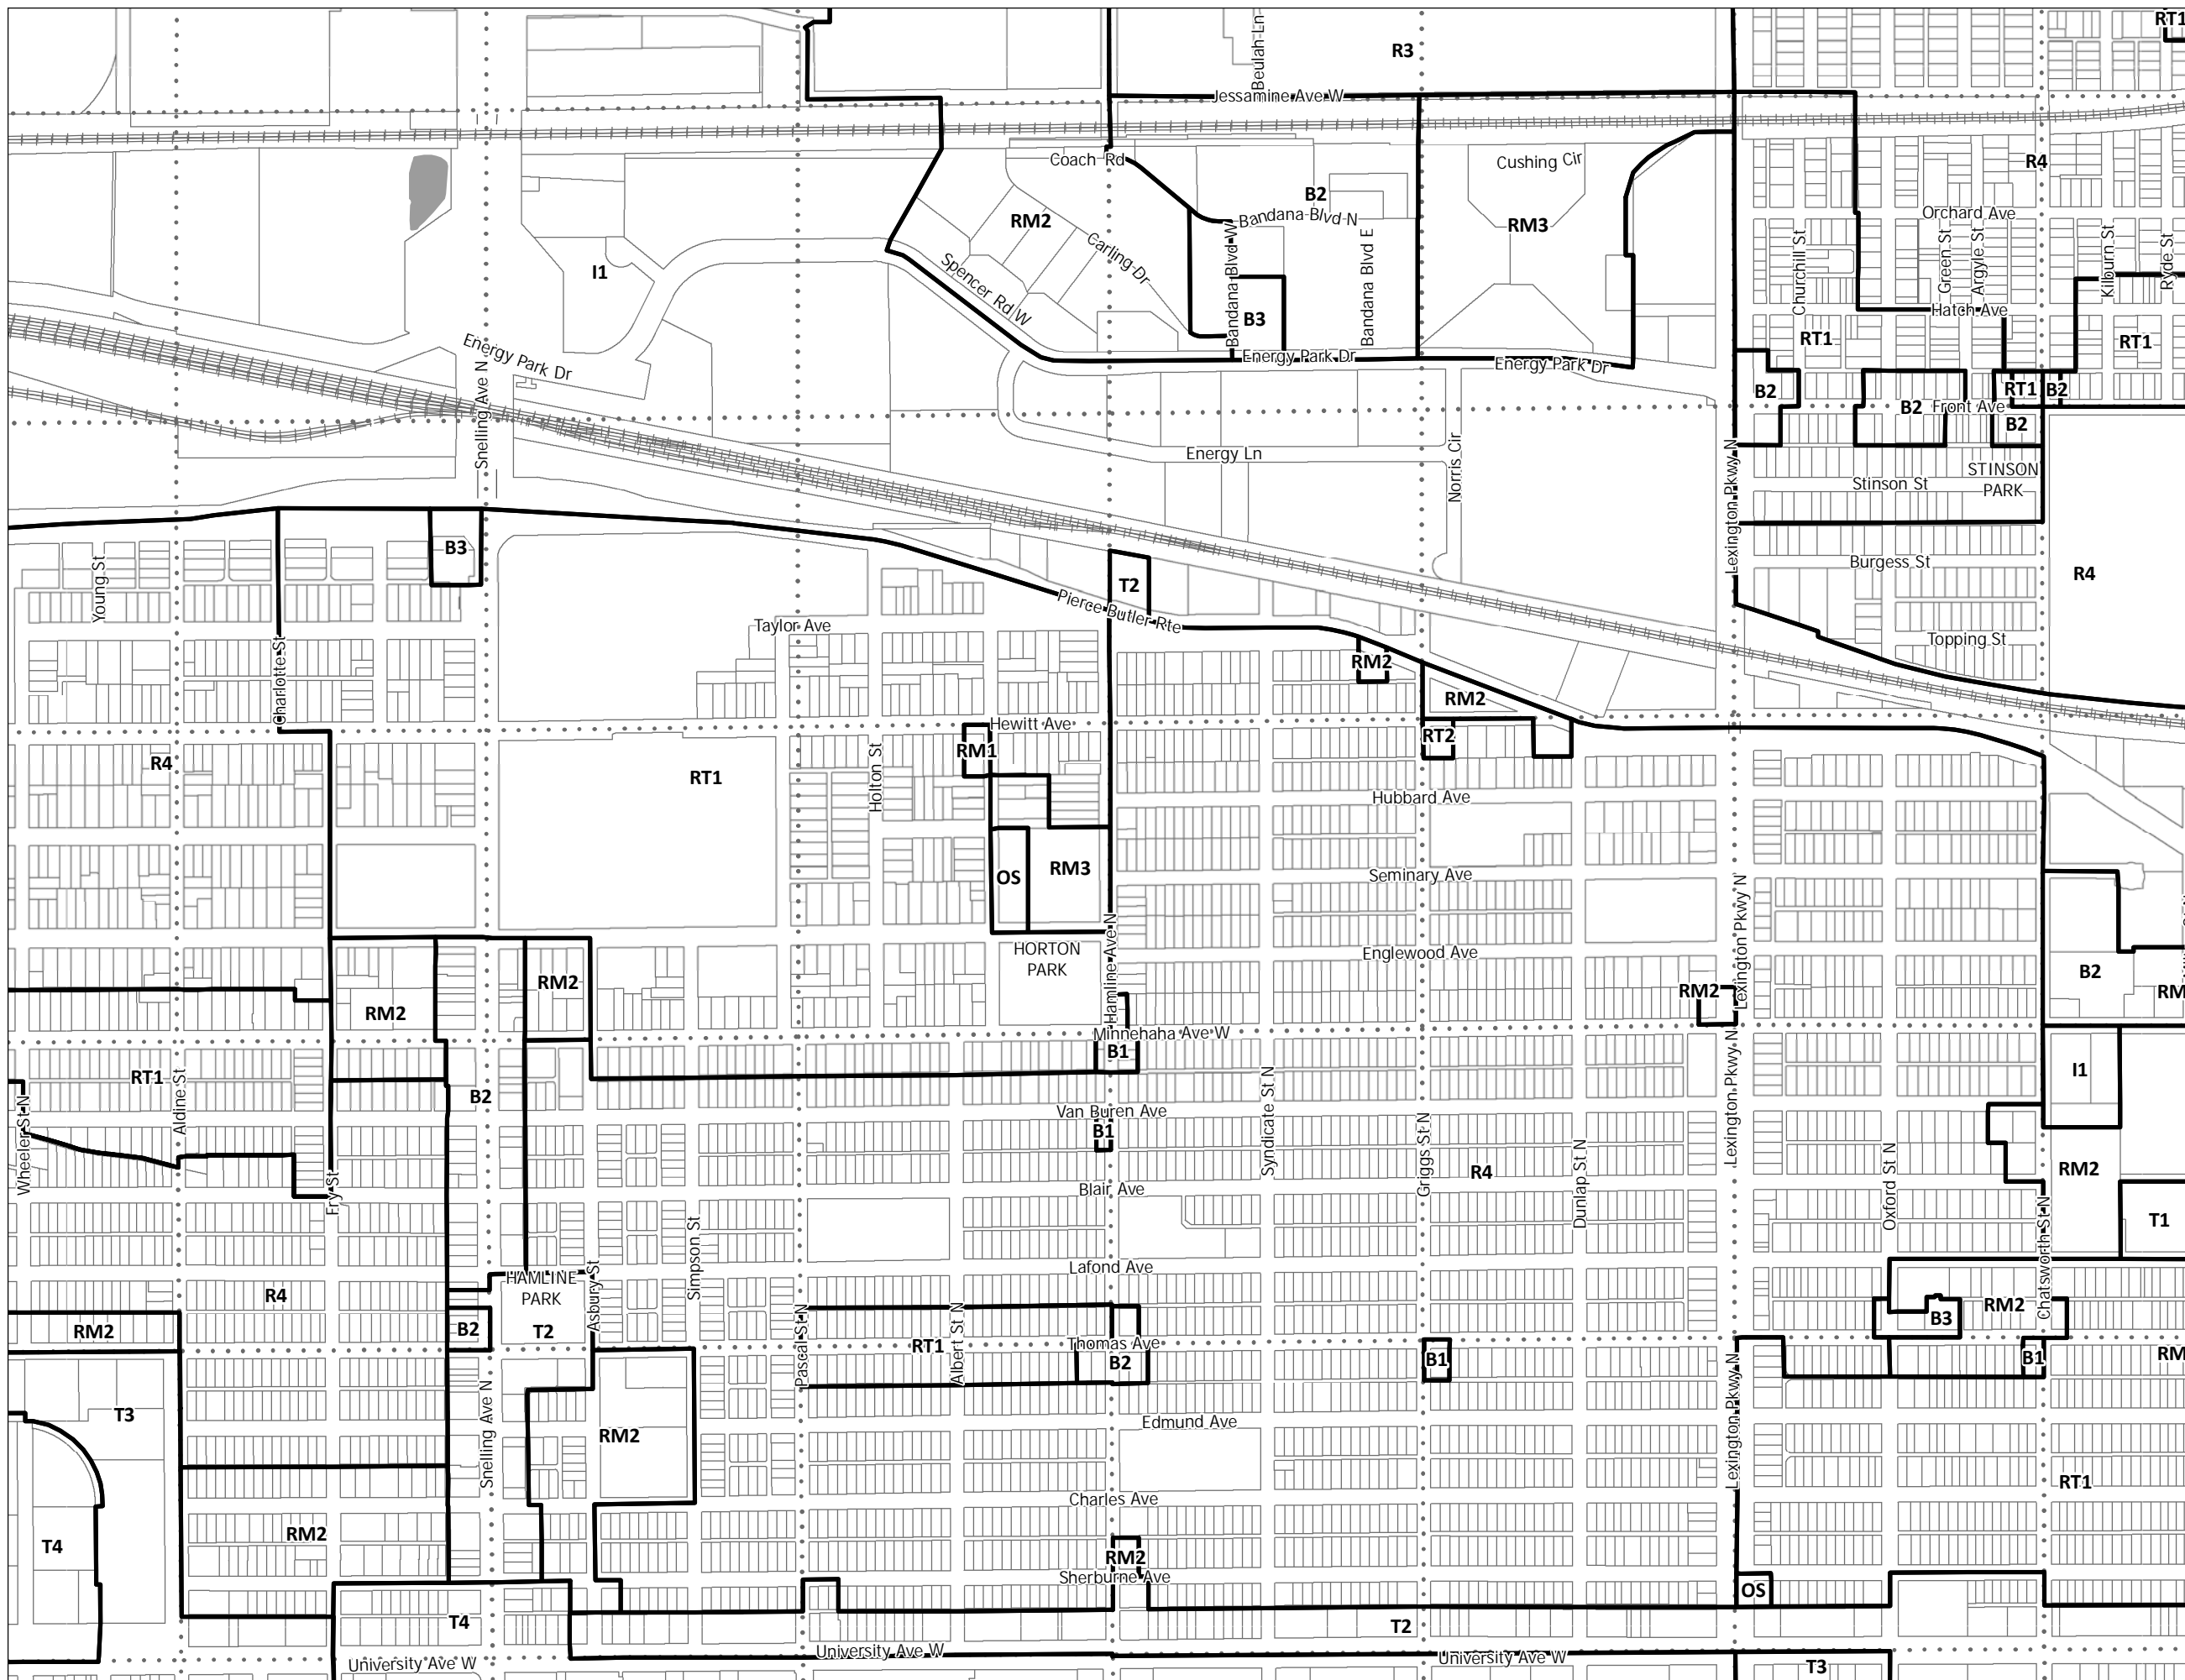 RT1
R3
Beulah Ln
Jessamine Ave W
Coach Rd
Cushing Cir
R4
B2
RM2
Bandana Blvd N
RM3
Orchard Ave
Carling Dr
Bandana Blvd W
Bandana Blvd E
Churchill St
Green St
Argyle St
Kilburn St
Ryde St
I1
Spencer Rd W
B3
Hatch Ave
RT1
RT1
Energy Park Dr
Energy Park Dr
Energy Park Dr
B2
B2
Front Ave
RT1
B2
B2
Snelling Ave N
Energy Ln
Norris Cir
Lexington Pkwy N
STINSON
PARK
Stinson St
B3
Young St
T2
Burgess St
R4
Pierce Butler Rte
Taylor Ave
Topping St
Charlotte St
RM2
RM2
Hewitt Ave
RM1
RT2
R4
RT1
Holton St
Hubbard Ave
OS
RM3
Seminary Ave
Lexington Pkwy N
HORTON
PARK
Hamline Ave N
Englewood Ave
RM2
RM2
RM2
B2
RM
Minnehaha Ave W
B1
Lexington Pkwy N
I1
RT1
Aldine St
B2
Wheeler St N
Van Buren Ave
B1
Syndicate St N
Griggs St N
R4
Dunlap St N
Oxford St N
RM2
Fry St
Blair Ave
Simpson St
Chatsworth St N
T1
Lafond Ave
HAMLINE
PARK
Asbury St
R4
RM2
B2
T2
Pascal St N
RT1
Albert St N
Thomas Ave
B2
B1
B3
RM2
B1
RM
T3
Snelling Ave N
RM2
Edmund Ave
Lexington Pkwy N
RT1
Charles Ave
T4
RM2
RM2
Sherburne Ave
OS
T4
T2
University Ave W
University Ave W
University Ave W
T3